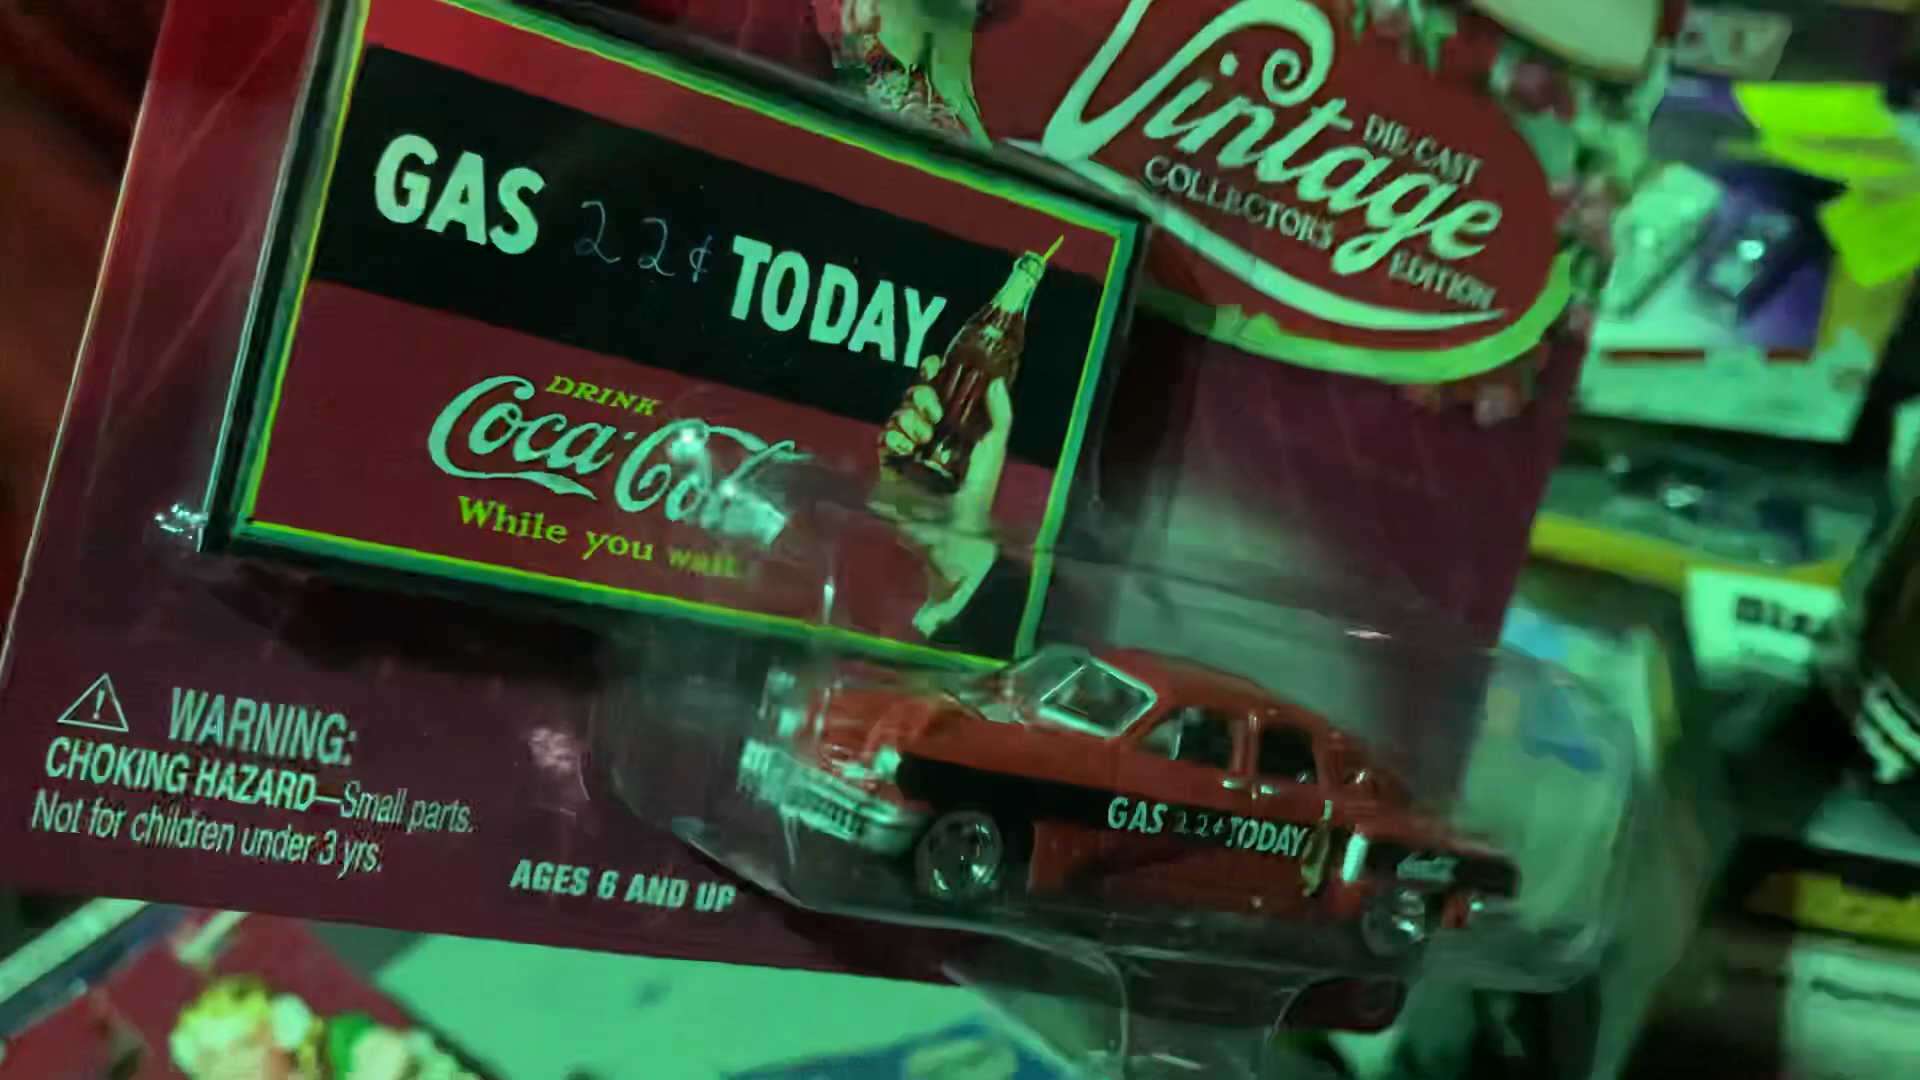 Vintage
DIE-CAST
COLLECTORS
EDITION
GAS 22¢ TODAY
DRINK
Coca-Cola
While you wait
GAS 22¢ TODAY
WARNING:
CHOKING HAZARD—Small parts.
Not for children under 3 yrs.
AGES 6 AND UP